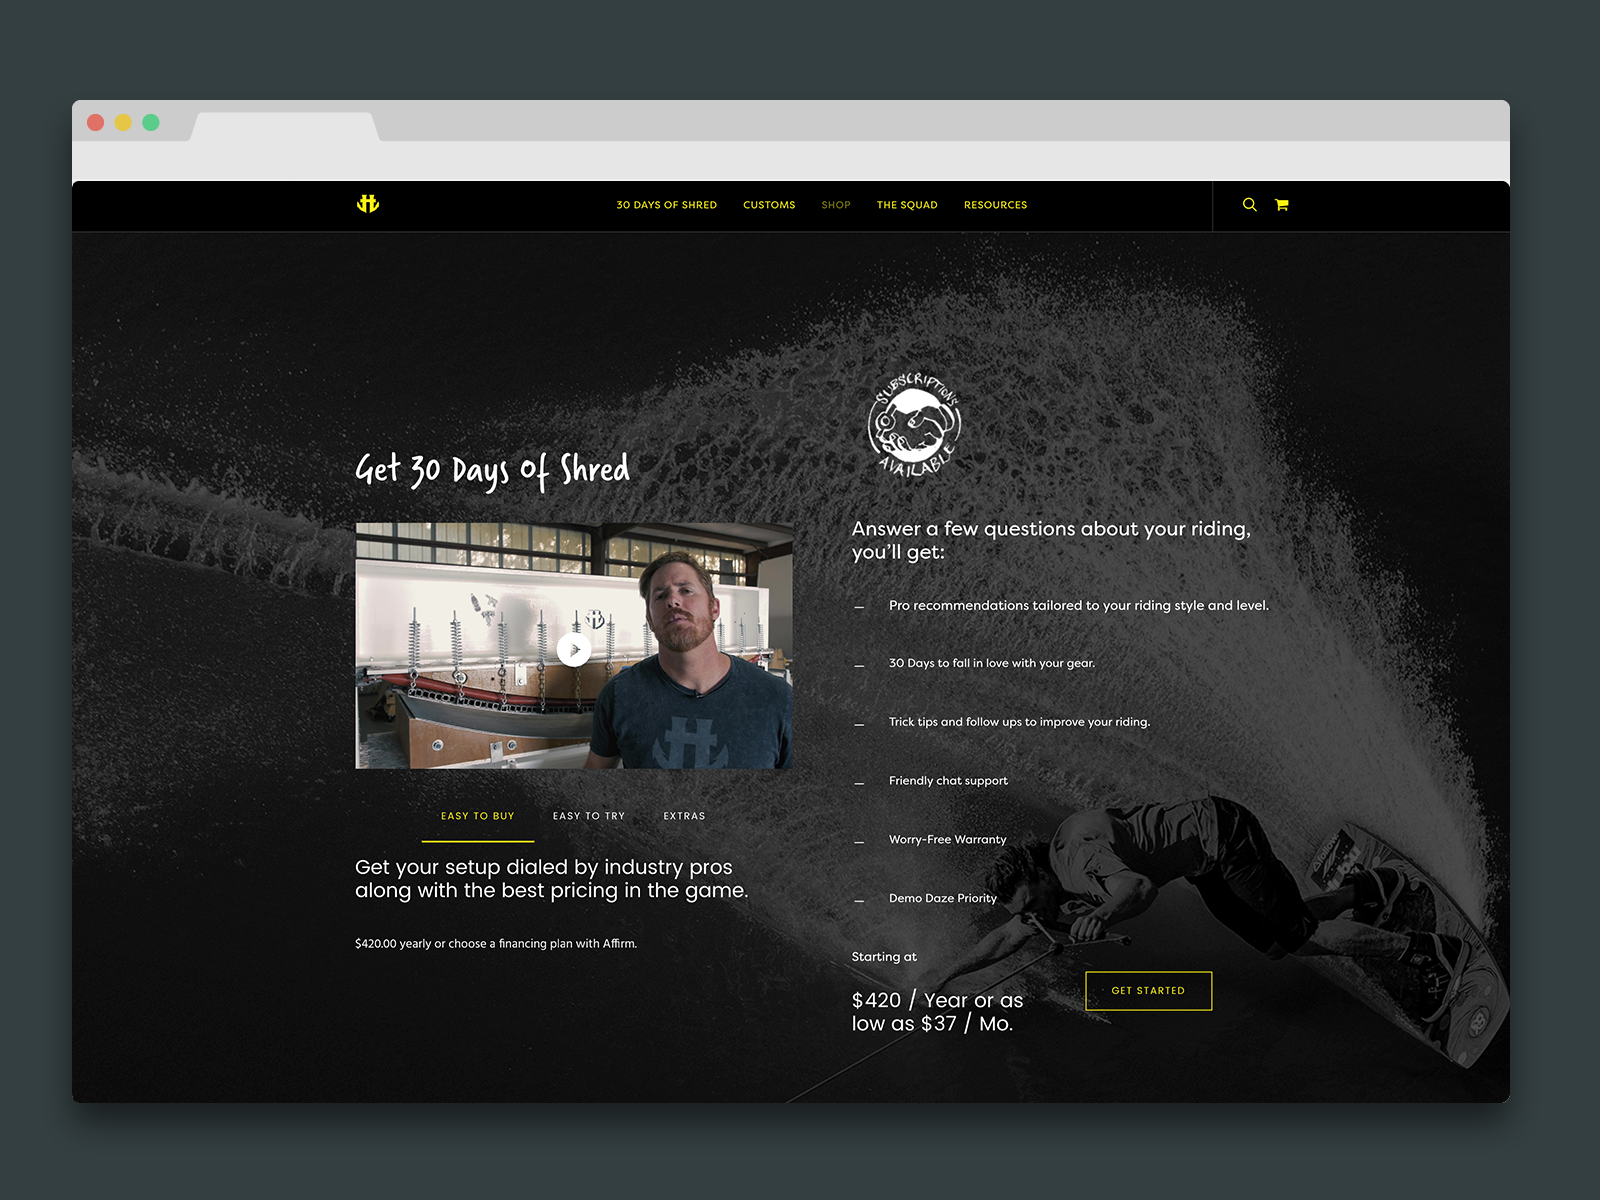 30 DAYS OF SHRED
CUSTOMS
SHOP
THE SQUAD
RESOURCES
Get 30 Days Of Shred
SUBSCRIPTIONS
AVAILABLE
Answer a few questions about your riding,
you'll get:
— Pro recommendations tailored to your riding style and level.
— 30 Days to fall in love with your gear.
— Trick tips and follow ups to improve your riding.
— Friendly chat support
— Worry-Free Warranty
— Demo Daze Priority
EASY TO BUY
EASY TO TRY
EXTRAS
Get your setup dialed by industry pros
along with the best pricing in the game.
$420.00 yearly or choose a financing plan with Affirm.
Starting at
$420 / Year or as
low as $37 / Mo.
GET STARTED